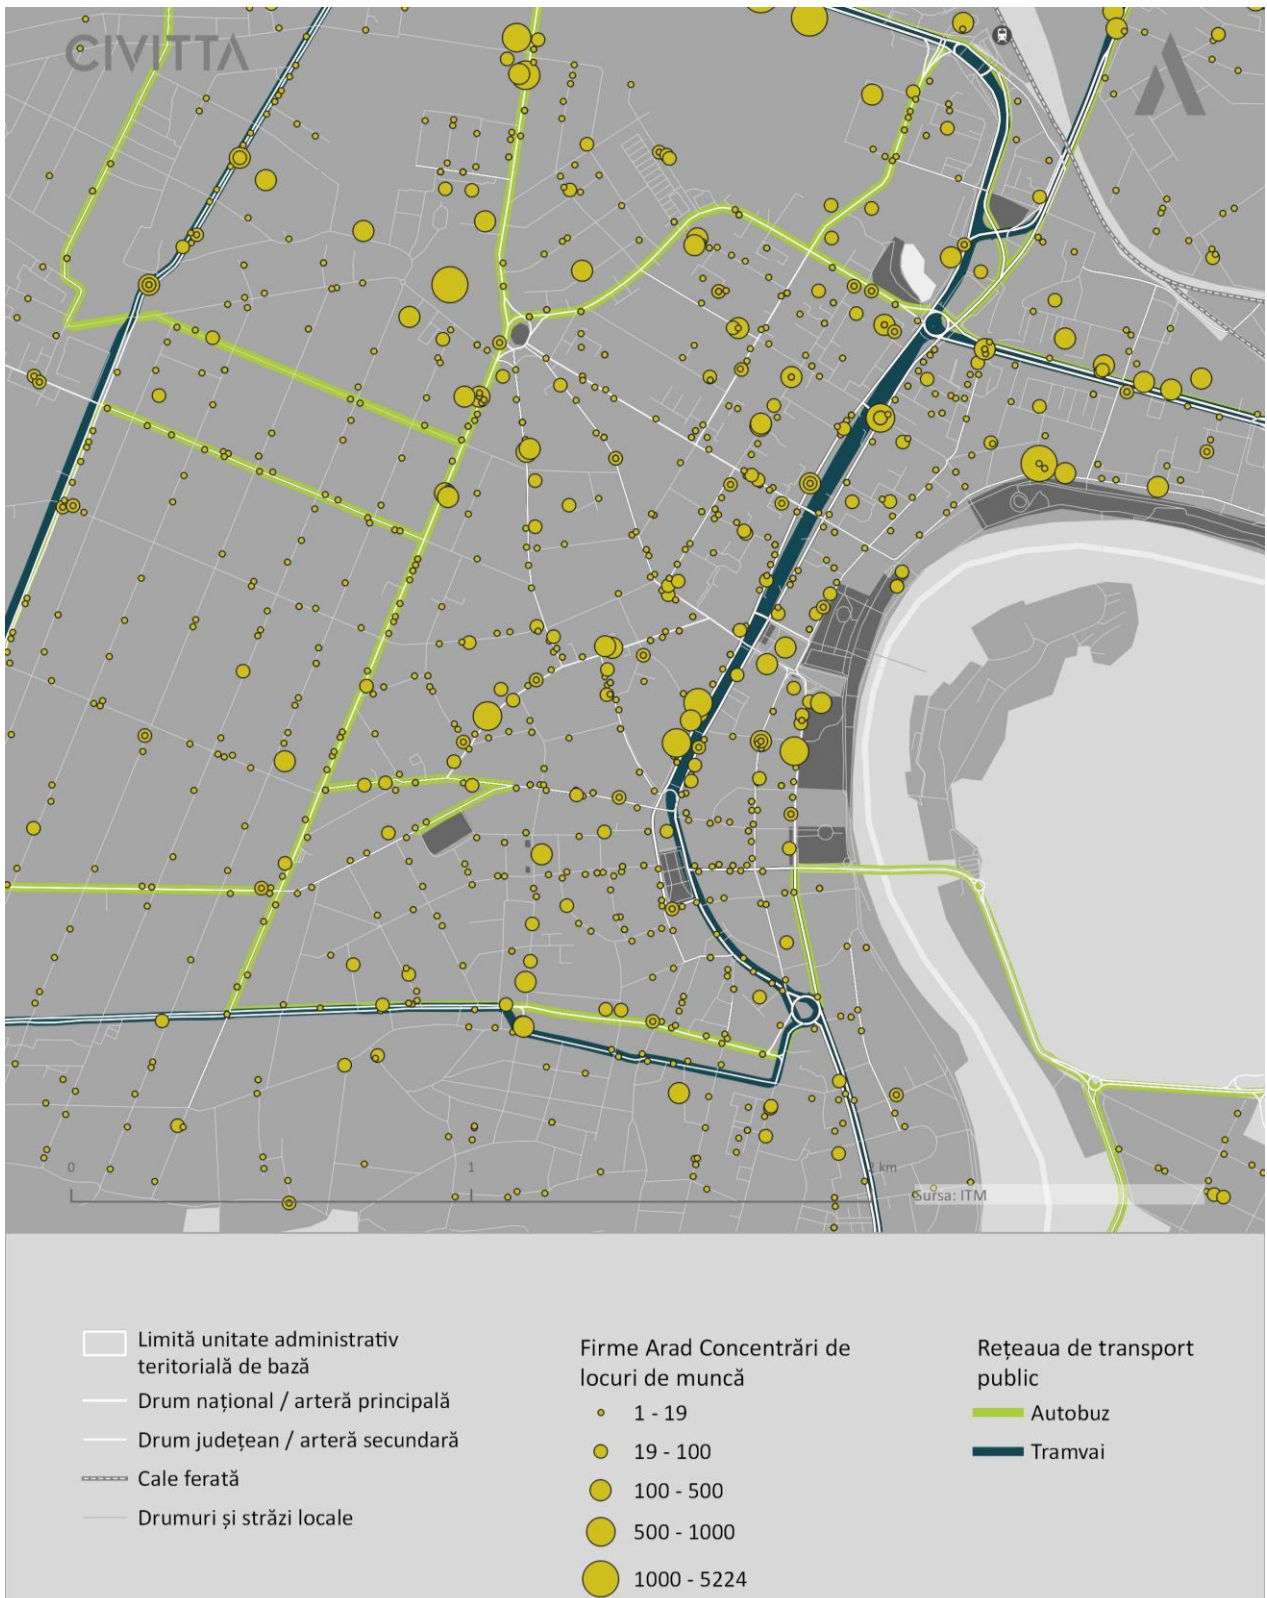 CIVITTA
0
1
2 km
Sursa: ITM
Limită unitate administrativ
teritorială de bază
Drum național / arteră principală
Drum județean / arteră secundară
Cale ferată
Drumuri și străzi locale
Firme Arad Concentrări de
locuri de muncă
1 - 19
19 - 100
100 - 500
500 - 1000
1000 - 5224
Rețeaua de transport
public
Autobuz
Tramvai